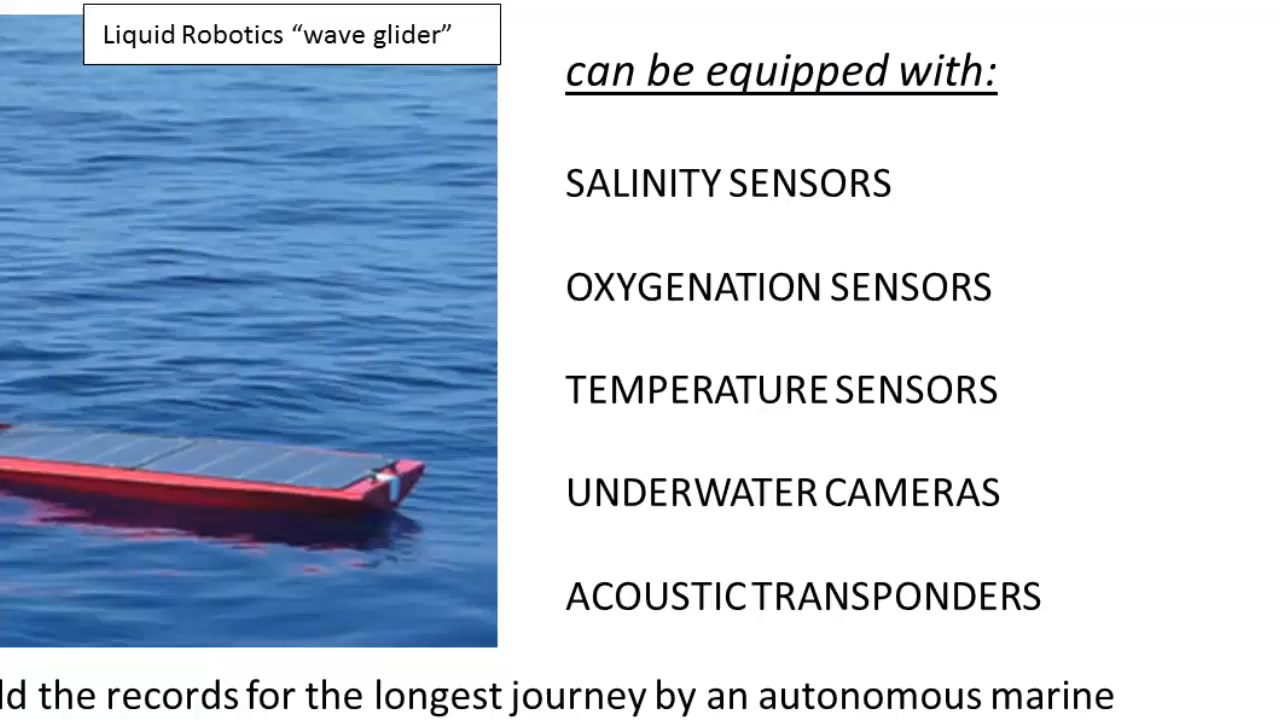 Liquid Robotics “wave glider”
can be equipped with:
SALINITY SENSORS
OXYGENATION SENSORS
TEMPERATURE SENSORS
UNDERWATER CAMERAS
ACOUSTIC TRANSPONDERS
the records for the longest journey by an autonomous marine